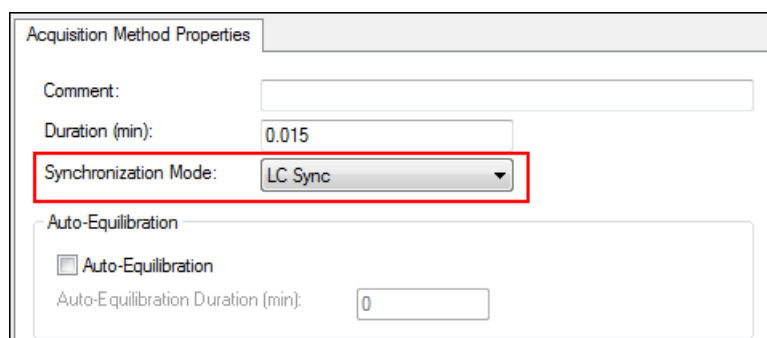 Acquisition Method Properties
Comment:
Duration (min): 0.015
Synchronization Mode: LC Sync
Auto-Equilibration
Auto-Equilibration
Auto-Equilibration Duration (min): 0